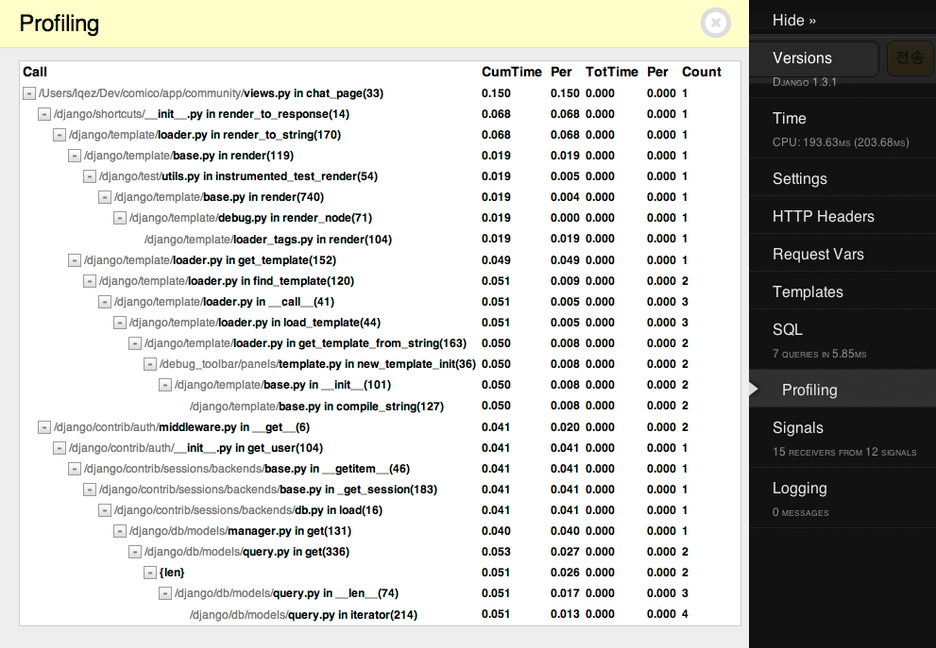 Profiling
Call CumTime Per TotTime Per Count
/Users/lqez/Dev/comico/app/community/views.py in chat_page(33) 0.150 0.150 0.000 0.000 1
/django/shortcuts/__init__.py in render_to_response(14) 0.068 0.068 0.000 0.000 1
/django/template/loader.py in render_to_string(170) 0.068 0.068 0.000 0.000 1
/django/template/base.py in render(119) 0.019 0.019 0.000 0.000 1
/django/test/utils.py in instrumented_test_render(54) 0.019 0.005 0.000 0.000 1
/django/template/base.py in render(740) 0.019 0.004 0.000 0.000 1
/django/template/debug.py in render_node(71) 0.019 0.000 0.000 0.000 1
/django/template/loader_tags.py in render(104) 0.019 0.019 0.000 0.000 1
/django/template/loader.py in get_template(152) 0.049 0.049 0.000 0.000 1
/django/template/loader.py in find_template(120) 0.051 0.009 0.000 0.000 2
/django/template/loader.py in __call__(41) 0.051 0.005 0.000 0.000 3
/django/template/loader.py in load_template(44) 0.051 0.005 0.000 0.000 3
/django/template/loader.py in get_template_from_string(163) 0.050 0.008 0.000 0.000 2
/debug_toolbar/panels/template.py in new_template_init(36) 0.050 0.008 0.000 0.000 2
/django/template/base.py in __init__(101) 0.050 0.008 0.000 0.000 2
/django/template/base.py in compile_string(127) 0.050 0.008 0.000 0.000 2
/django/contrib/auth/middleware.py in __get__(6) 0.041 0.020 0.000 0.000 2
/django/contrib/auth/__init__.py in get_user(104) 0.041 0.041 0.000 0.000 1
/django/contrib/sessions/backends/base.py in __getitem__(46) 0.041 0.041 0.000 0.000 1
/django/contrib/sessions/backends/base.py in _get_session(183) 0.041 0.041 0.000 0.000 1
/django/contrib/sessions/backends/db.py in load(16) 0.041 0.041 0.000 0.000 1
/django/db/models/manager.py in get(131) 0.040 0.040 0.000 0.000 1
/django/db/models/query.py in get(336) 0.053 0.027 0.000 0.000 2
{len} 0.051 0.026 0.000 0.000 2
/django/db/models/query.py in __len__(74) 0.051 0.017 0.000 0.000 3
/django/db/models/query.py in iterator(214) 0.051 0.013 0.000 0.000 4
Hide »
Versions
전송
Django 1.3.1
Time
CPU: 193.63ms (203.68ms)
Settings
HTTP Headers
Request Vars
Templates
SQL
7 queries in 5.85ms
Profiling
Signals
15 receivers from 12 signals
Logging
0 messages